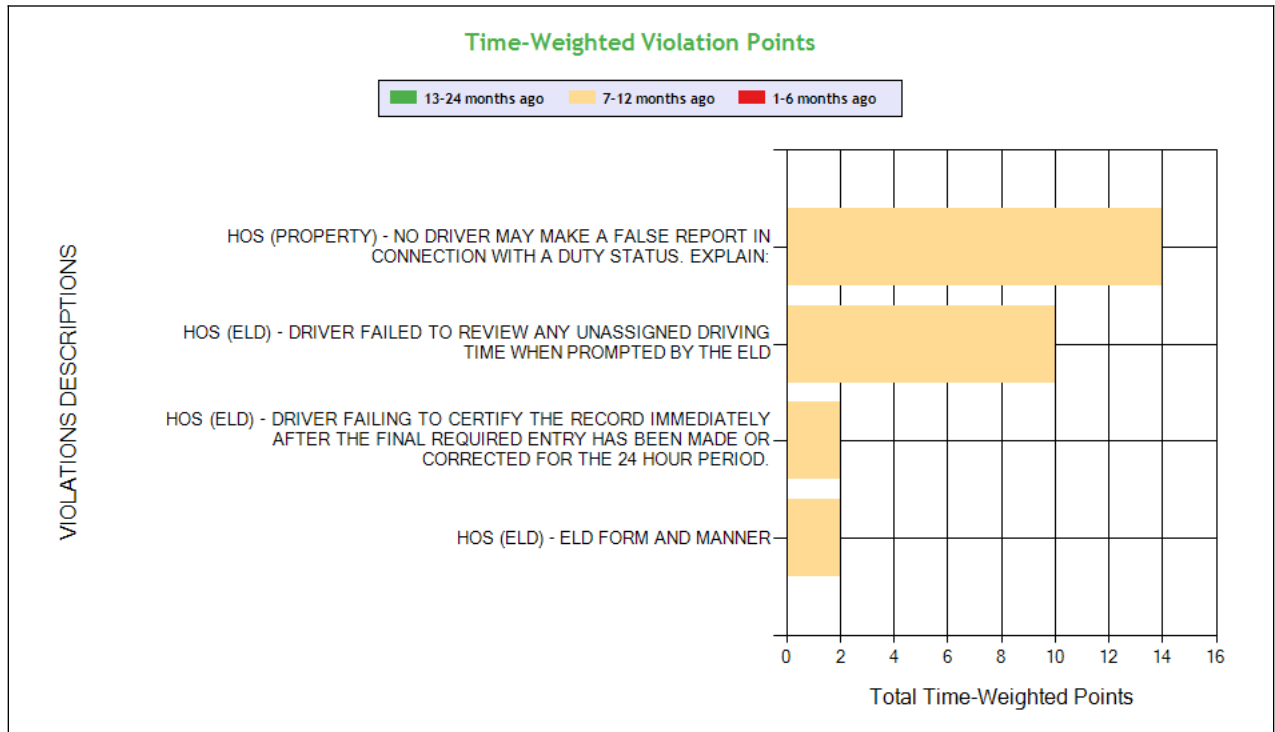 Time-Weighted Violation Points
13-24 months ago 7-12 months ago 1-6 months ago
VIOLATIONS DESCRIPTIONS
HOS (PROPERTY) - NO DRIVER MAY MAKE A FALSE REPORT IN
CONNECTION WITH A DUTY STATUS. EXPLAIN:
HOS (ELD) - DRIVER FAILED TO REVIEW ANY UNASSIGNED DRIVING
TIME WHEN PROMPTED BY THE ELD
HOS (ELD) - DRIVER FAILING TO CERTIFY THE RECORD IMMEDIATELY
AFTER THE FINAL REQUIRED ENTRY HAS BEEN MADE OR
CORRECTED FOR THE 24 HOUR PERIOD.
HOS (ELD) - ELD FORM AND MANNER
0 2 4 6 8 10 12 14 16
Total Time-Weighted Points